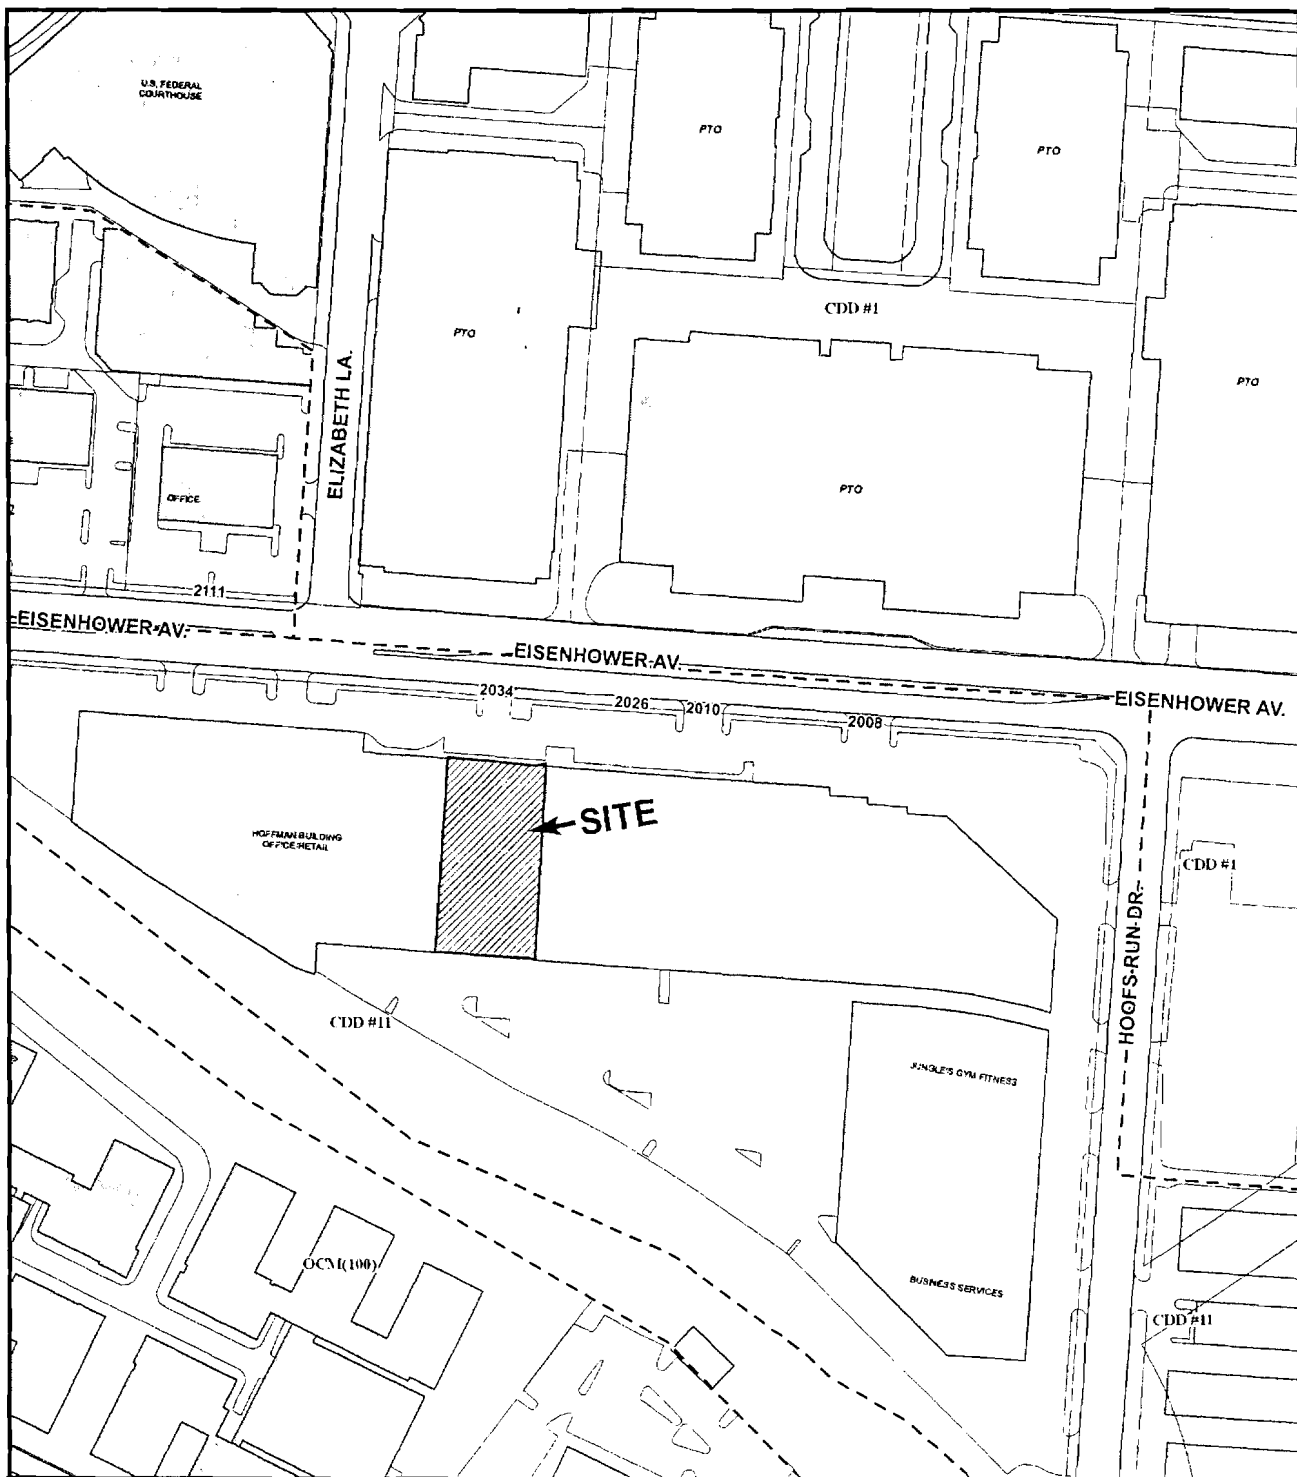 U.S. FEDERAL
COURTHOUSE
PTO
PTO
CDD #1
PTO
PTO
ELIZABETH LA.
PTO
OFFICE
2111
EISENHOWER AV.
EISENHOWER AV.
EISENHOWER AV.
2034
2026
2010
2008
SITE
HOFFMAN BUILDING
OFFICE/RETAIL
CDD #1
HOOFS RUN DR.
CDD #11
JUNGLE'S GYM FITNESS
OCM(100)
BUSINESS SERVICES
CDD #11